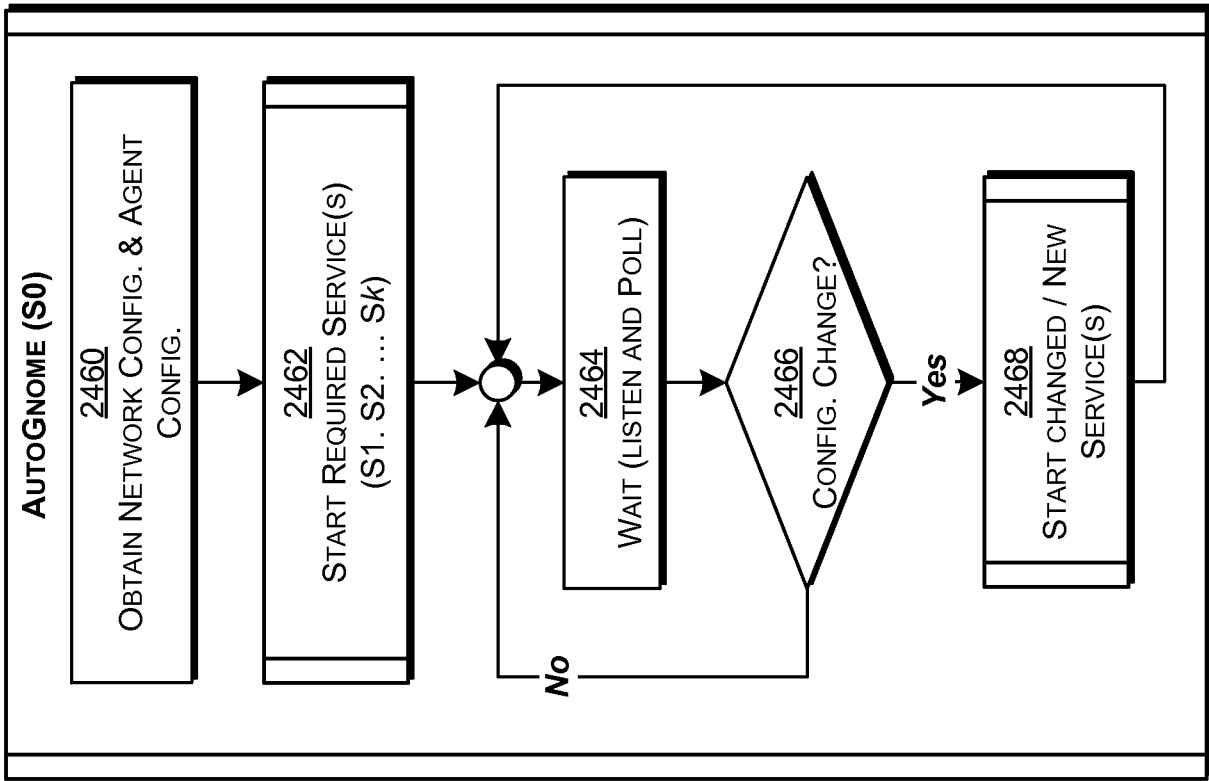 AUTOGNOME (S0)
2460
OBTAIN NETWORK CONFIG. & AGENT
CONFIG.
2462
START REQUIRED SERVICE(S)
(S1. S2. ... Sk)
2464
WAIT (LISTEN AND POLL)
2466
CONFIG. CHANGE?
No
Yes
2468
START CHANGED / NEW
SERVICE(S)